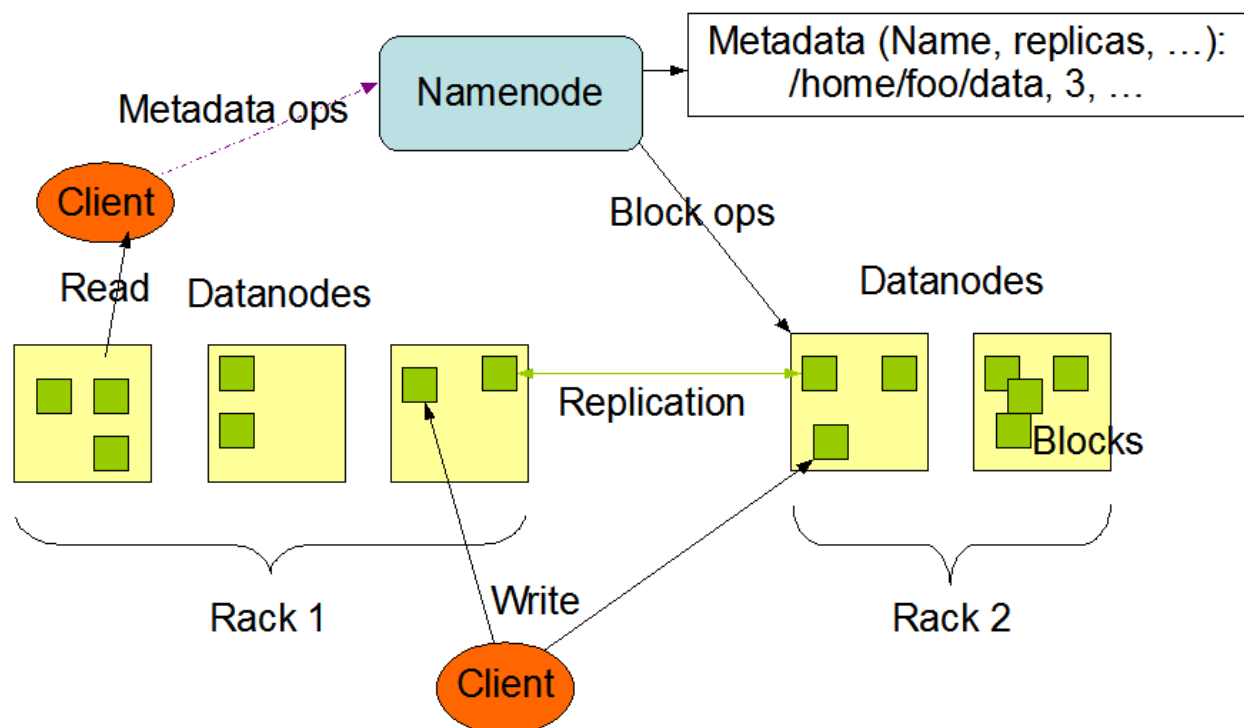 Metadata (Name, replicas, …):
/home/foo/data, 3, …
Namenode
Metadata ops
Client
Block ops
Read
Datanodes
Datanodes
Replication
Blocks
Rack 1
Write
Rack 2
Client